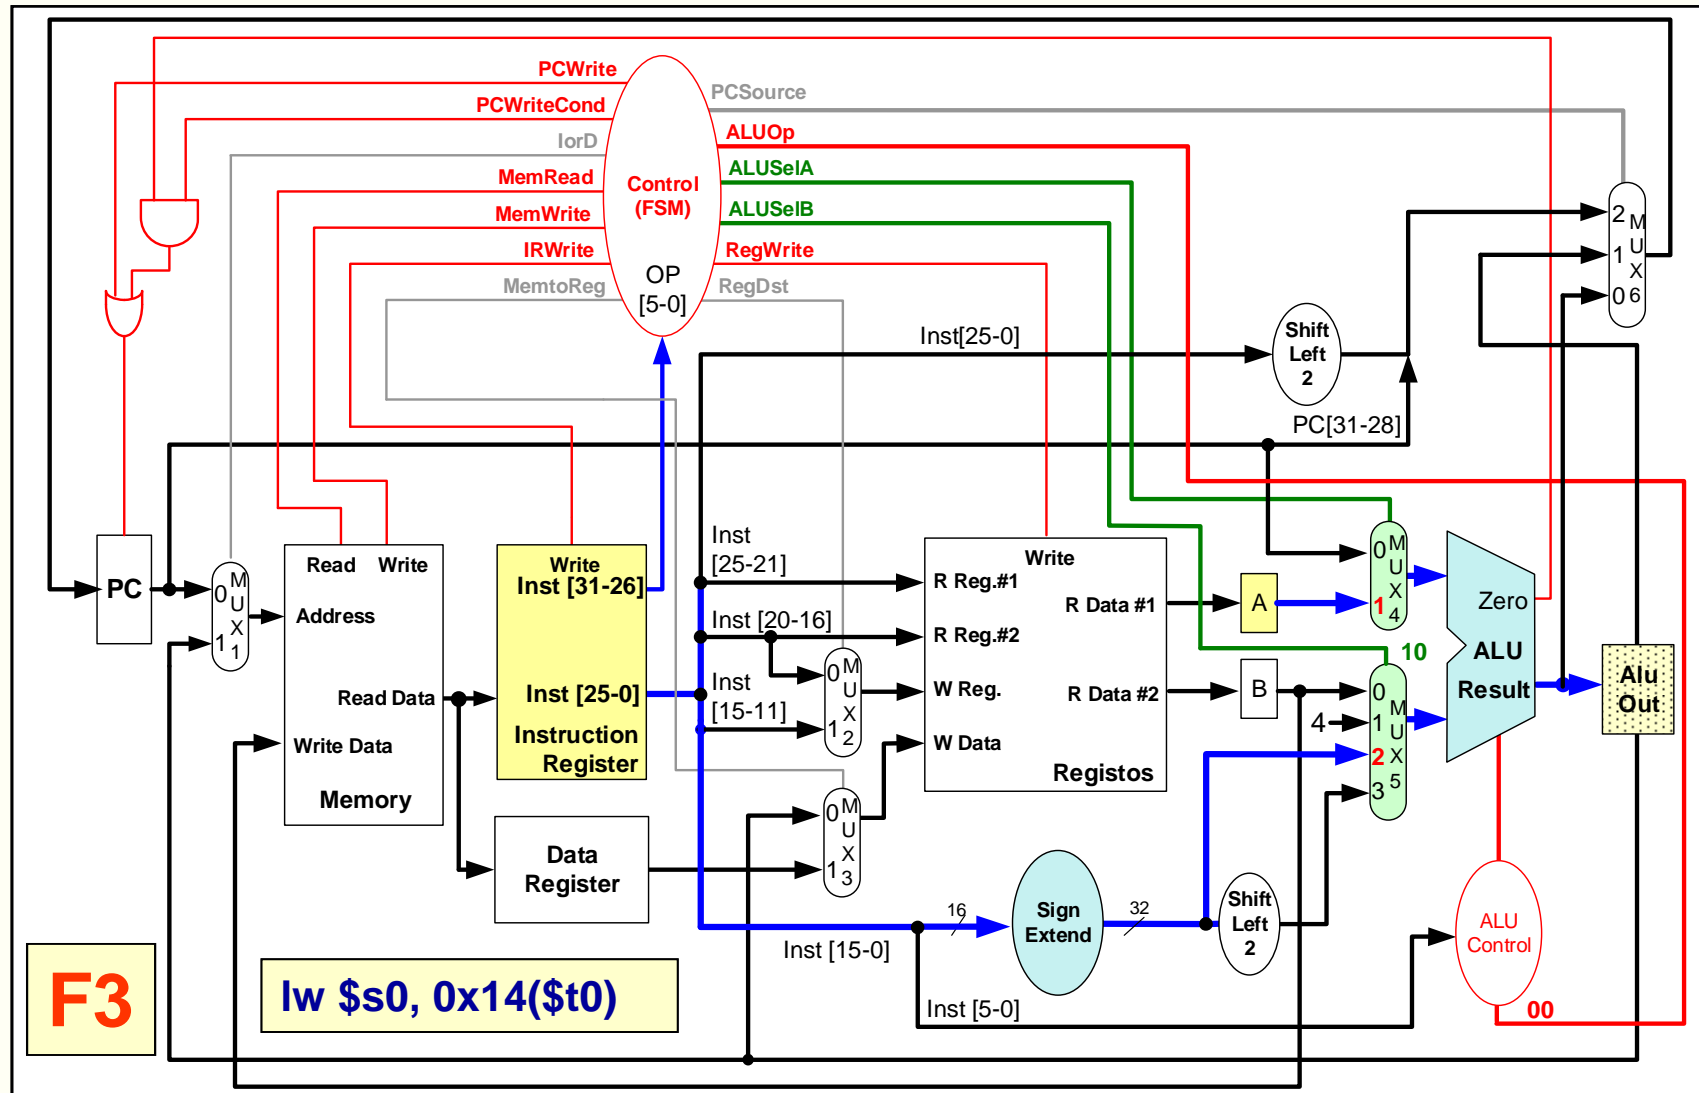 PCWrite
PCWriteCond
IorD
MemRead
MemWrite
IRWrite
MemtoReg
PCSource
ALUOp
ALUSelA
ALUSelB
RegWrite
RegDst
Control
(FSM)
OP
[5-0]
2
1
0
M
U
X
6
Inst[25-0]
Shift
Left
2
PC[31-28]
PC
0
1
M
U
X
1
Read Write
Address
Read Data
Write Data
Memory
Write
Inst [31-26]
Inst [25-0]
Instruction
Register
Data
Register
Inst
[25-21]
Inst [20-16]
Inst
[15-11]
0
1
M
U
X
2
0
1
M
U
X
3
Write
R Reg.#1
R Reg.#2
W Reg.
W Data
R Data #1
R Data #2
Registos
A
B
0
1
M
U
X
4
10
4
0
1
2
3
M
U
X
5
Zero
ALU
Result
Alu
Out
Inst [15-0]
16
Sign
Extend
32
Shift
Left
2
ALU
Control
Inst [5-0]
00
F3
lw $s0, 0x14($t0)